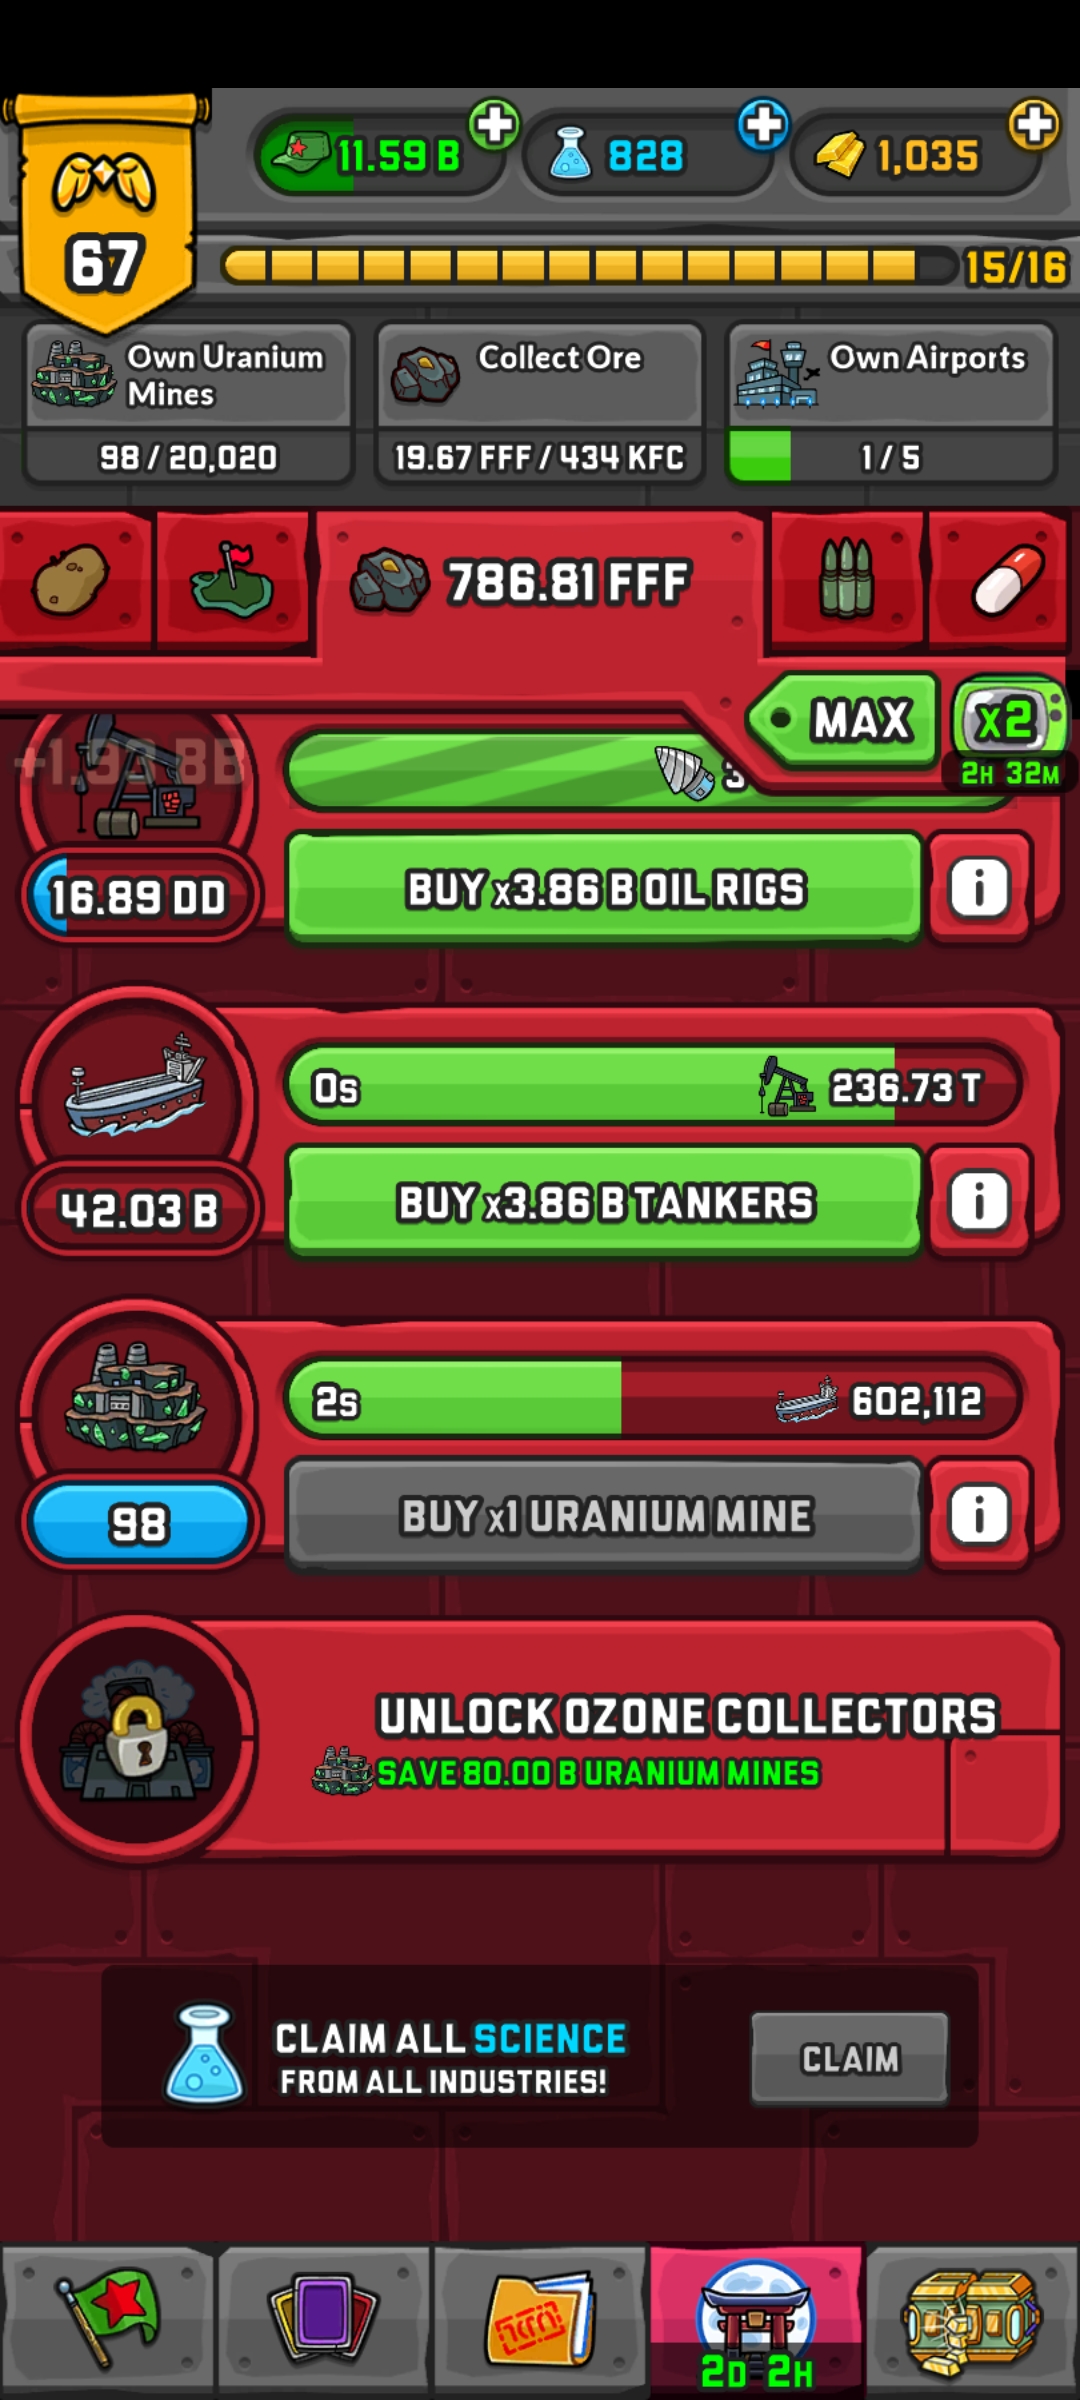 11.59 B
828
1,035
67
15/16
Own Uranium
Mines
98 / 20,020
Collect Ore
19.67 FFF / 434 KFC
Own Airports
1 / 5
786.81 FFF
MAX
x2
2H 32M
3
16.89 DD
BUY x3.86 B OIL RIGS
i
0s
236.73 T
42.03 B
BUY x3.86 B TANKERS
i
2s
602,112
98
BUY x1 URANIUM MINE
i
UNLOCK OZONE COLLECTORS
SAVE 80.00 B URANIUM MINES
CLAIM ALL SCIENCE
FROM ALL INDUSTRIES!
CLAIM
2D 2H